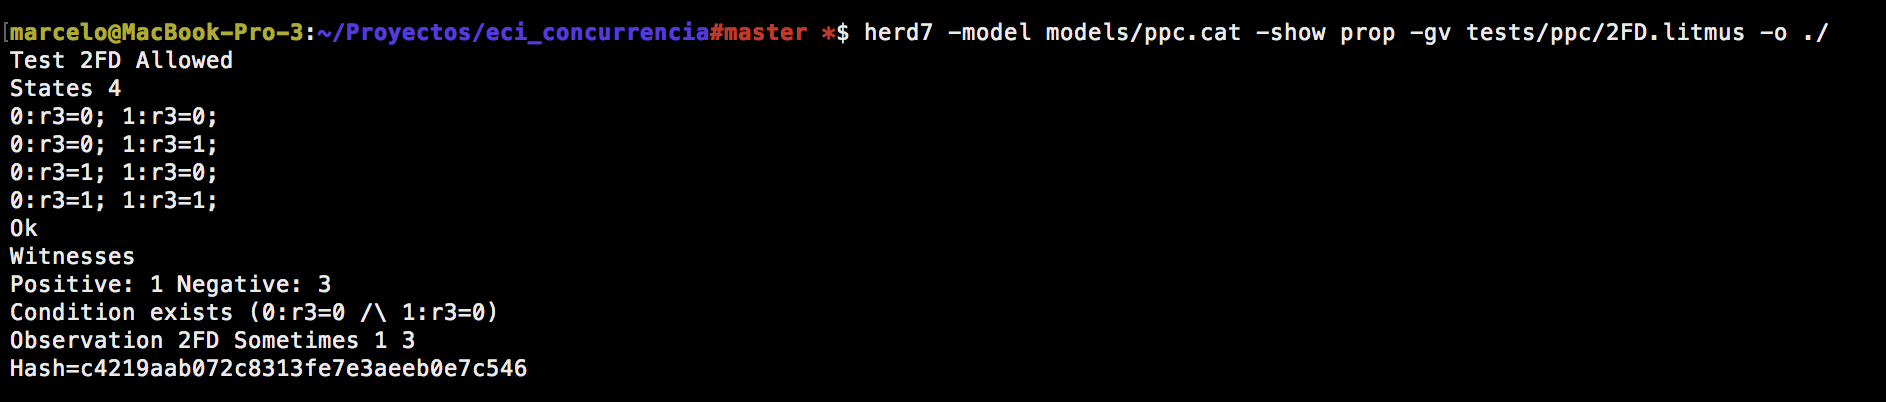 marcelo@MacBook-Pro-3:~/Proyectos/eci_concurrencia#master *$ herd7 -model models/ppc.cat -show prop -gv tests/ppc/2FD.litmus -o ./
Test 2FD Allowed
States 4
0:r3=0; 1:r3=0;
0:r3=0; 1:r3=1;
0:r3=1; 1:r3=0;
0:r3=1; 1:r3=1;
Ok
Witnesses
Positive: 1 Negative: 3
Condition exists (0:r3=0 /\ 1:r3=0)
Observation 2FD Sometimes 1 3
Hash=c4219aab072c8313fe7e3aeeb0e7c546